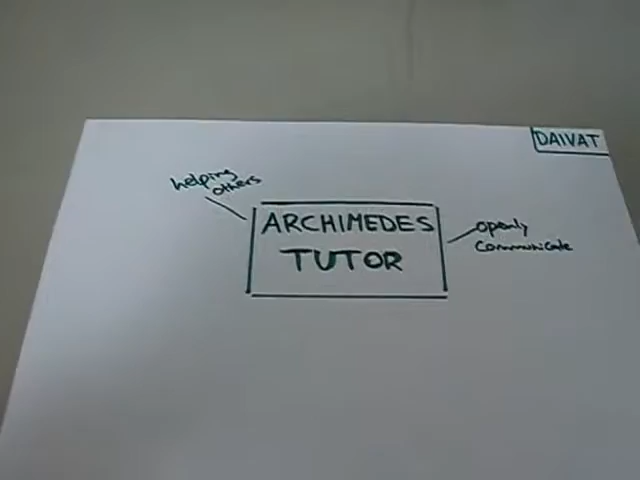 DAIVAT
helping
others
ARCHIMEDES
TUTOR
openly
communicate